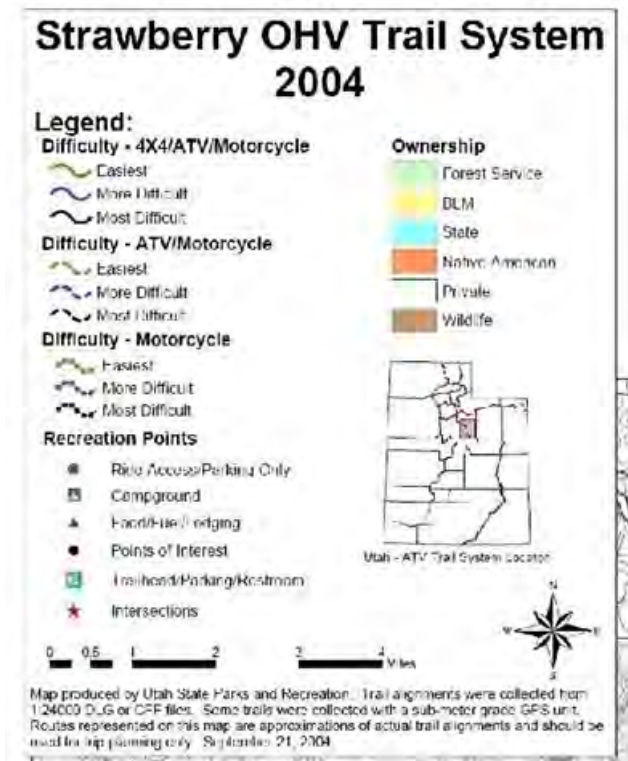 Strawberry OHV Trail System
2004
Legend:
Difficulty - 4X4/ATV/Motorcycle
Easiest
More Difficult
Most Difficult
Difficulty - ATV/Motorcycle
Easiest
More Difficult
Most Difficult
Difficulty - Motorcycle
Easiest
More Difficult
Most Difficult
Recreation Points
Ride Access/Parking Only
Campground
Food/Fuel/Lodging
Points of Interest
Trailhead/Parking/Restroom
Intersections
Ownership
Forest Service
BLM
State
Native American
Private
Wildlife
Utah - ATV Trail System Locator
N
W
E
S
0 0.5 1 2 3 4
Miles
Map produced by Utah State Parks and Recreation. Trail alignments were collected from
1:24000 DLG or CFF files. Some trails were collected with a sub-meter grade GPS unit.
Routes represented on this map are approximations of actual trail alignments and should be
used for trip planning only. September 21, 2004